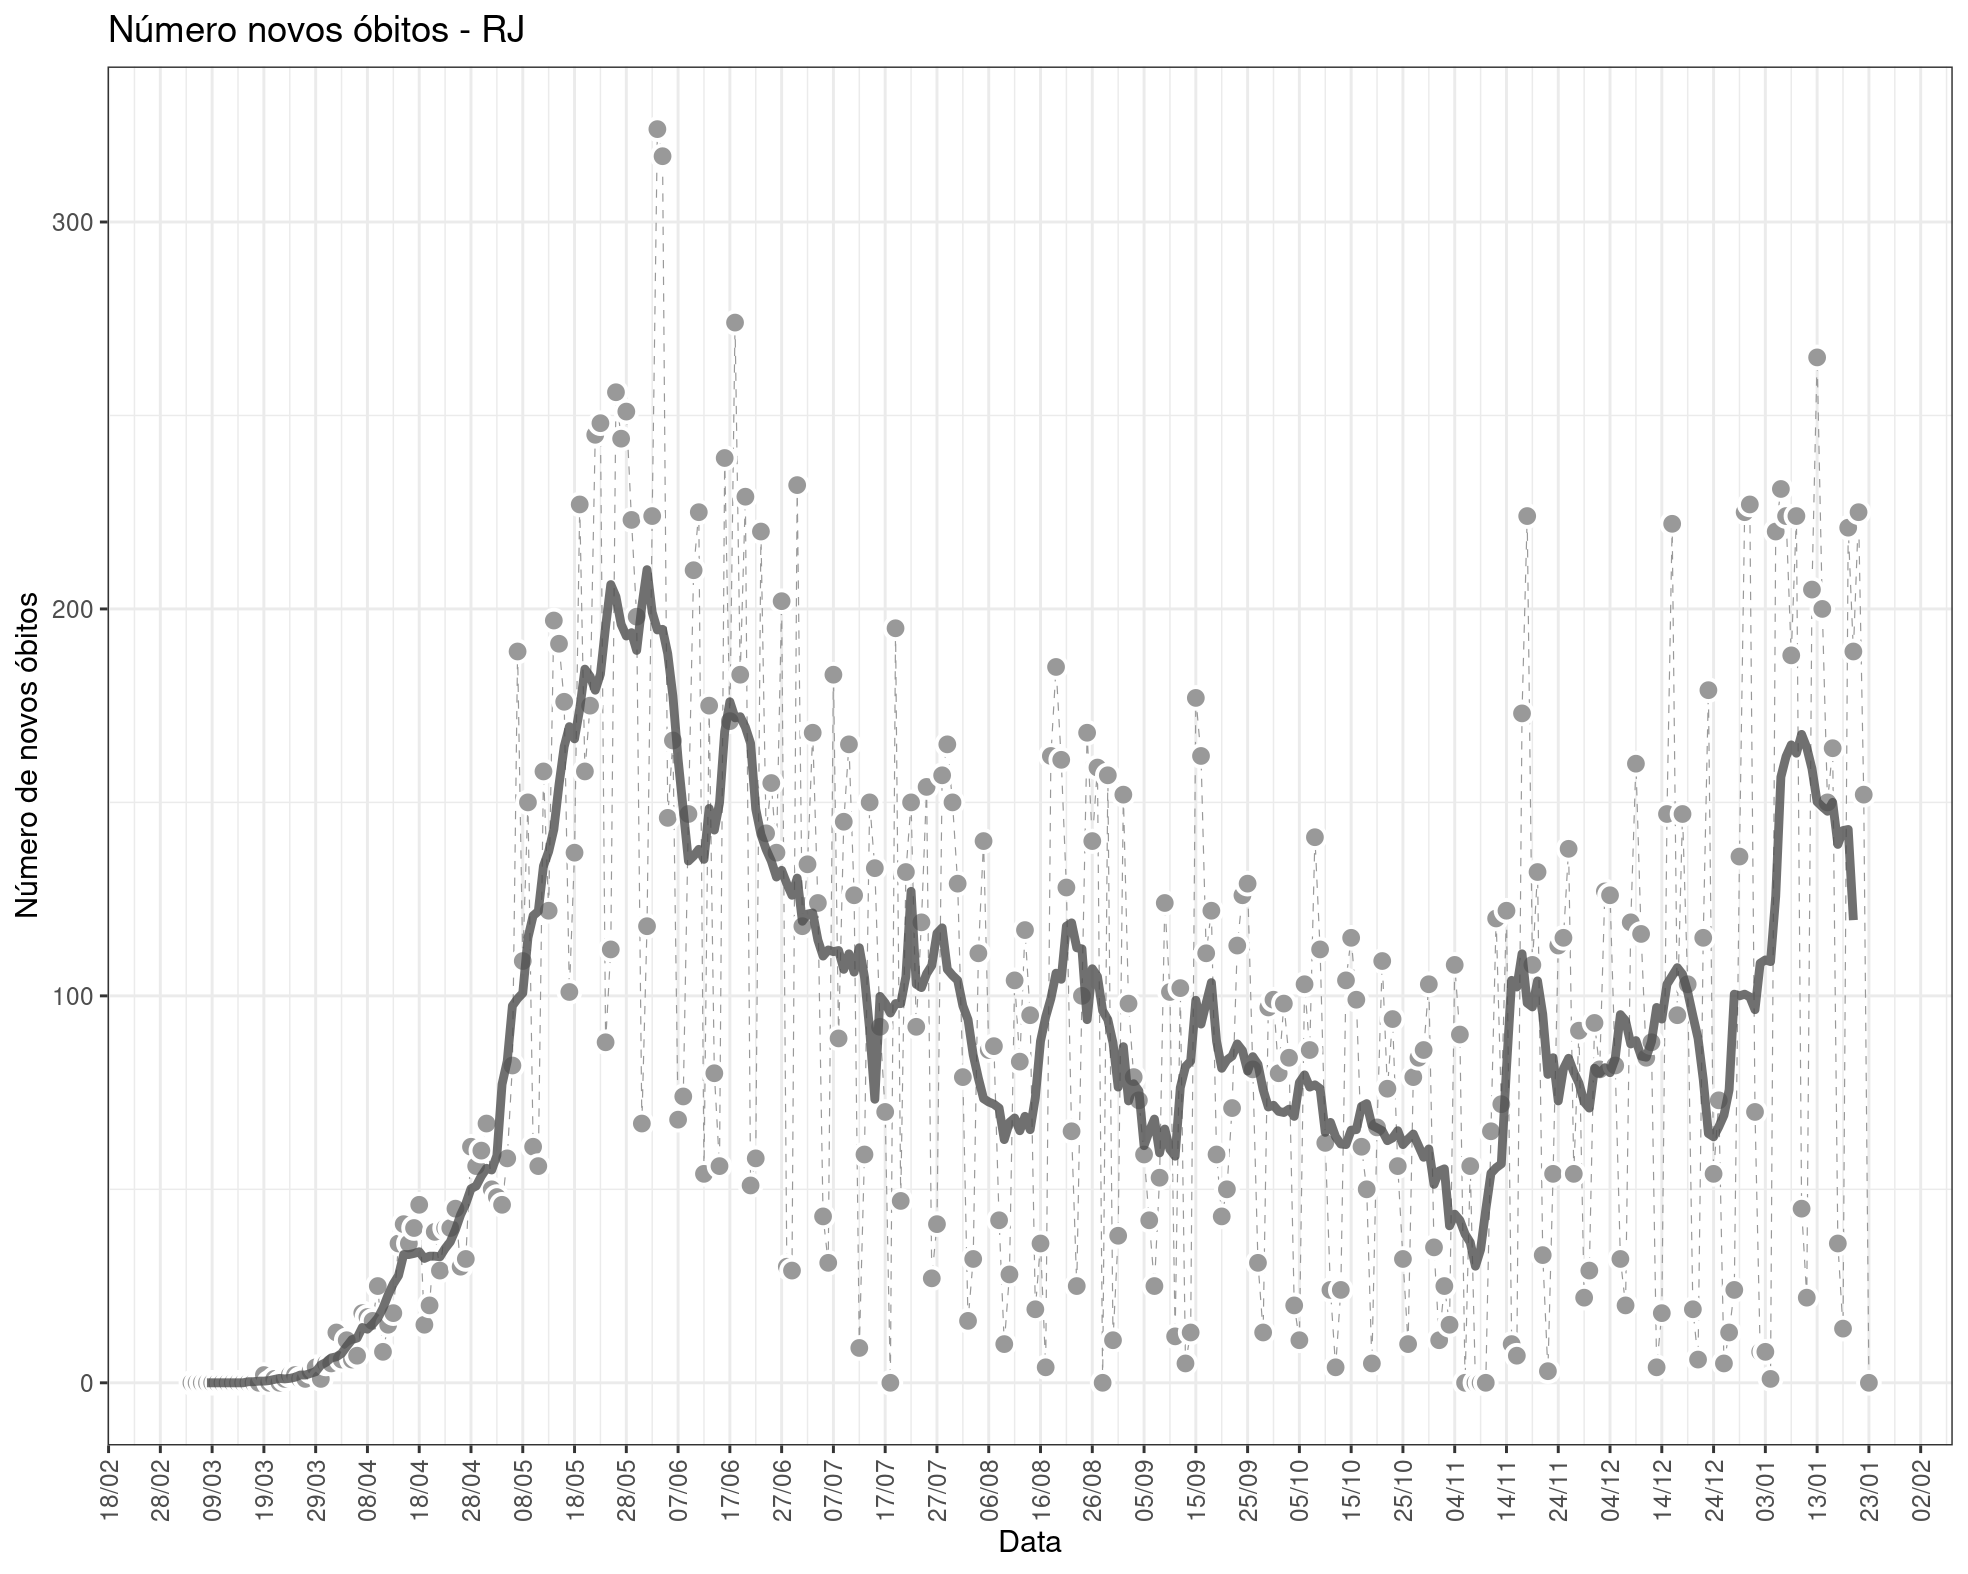 Número novos óbitos - RJ
Número de novos óbitos
300
200
100
0
18/02 28/02 09/03 19/03 29/03 08/04 18/04 28/04 08/05 18/05 28/05 07/06 17/06 27/06 07/07 17/07 27/07 06/08 16/08 26/08 05/09 15/09 25/09 05/10 15/10 25/10 04/11 14/11 24/11 04/12 14/12 24/12 03/01 13/01 23/01 02/02
Data